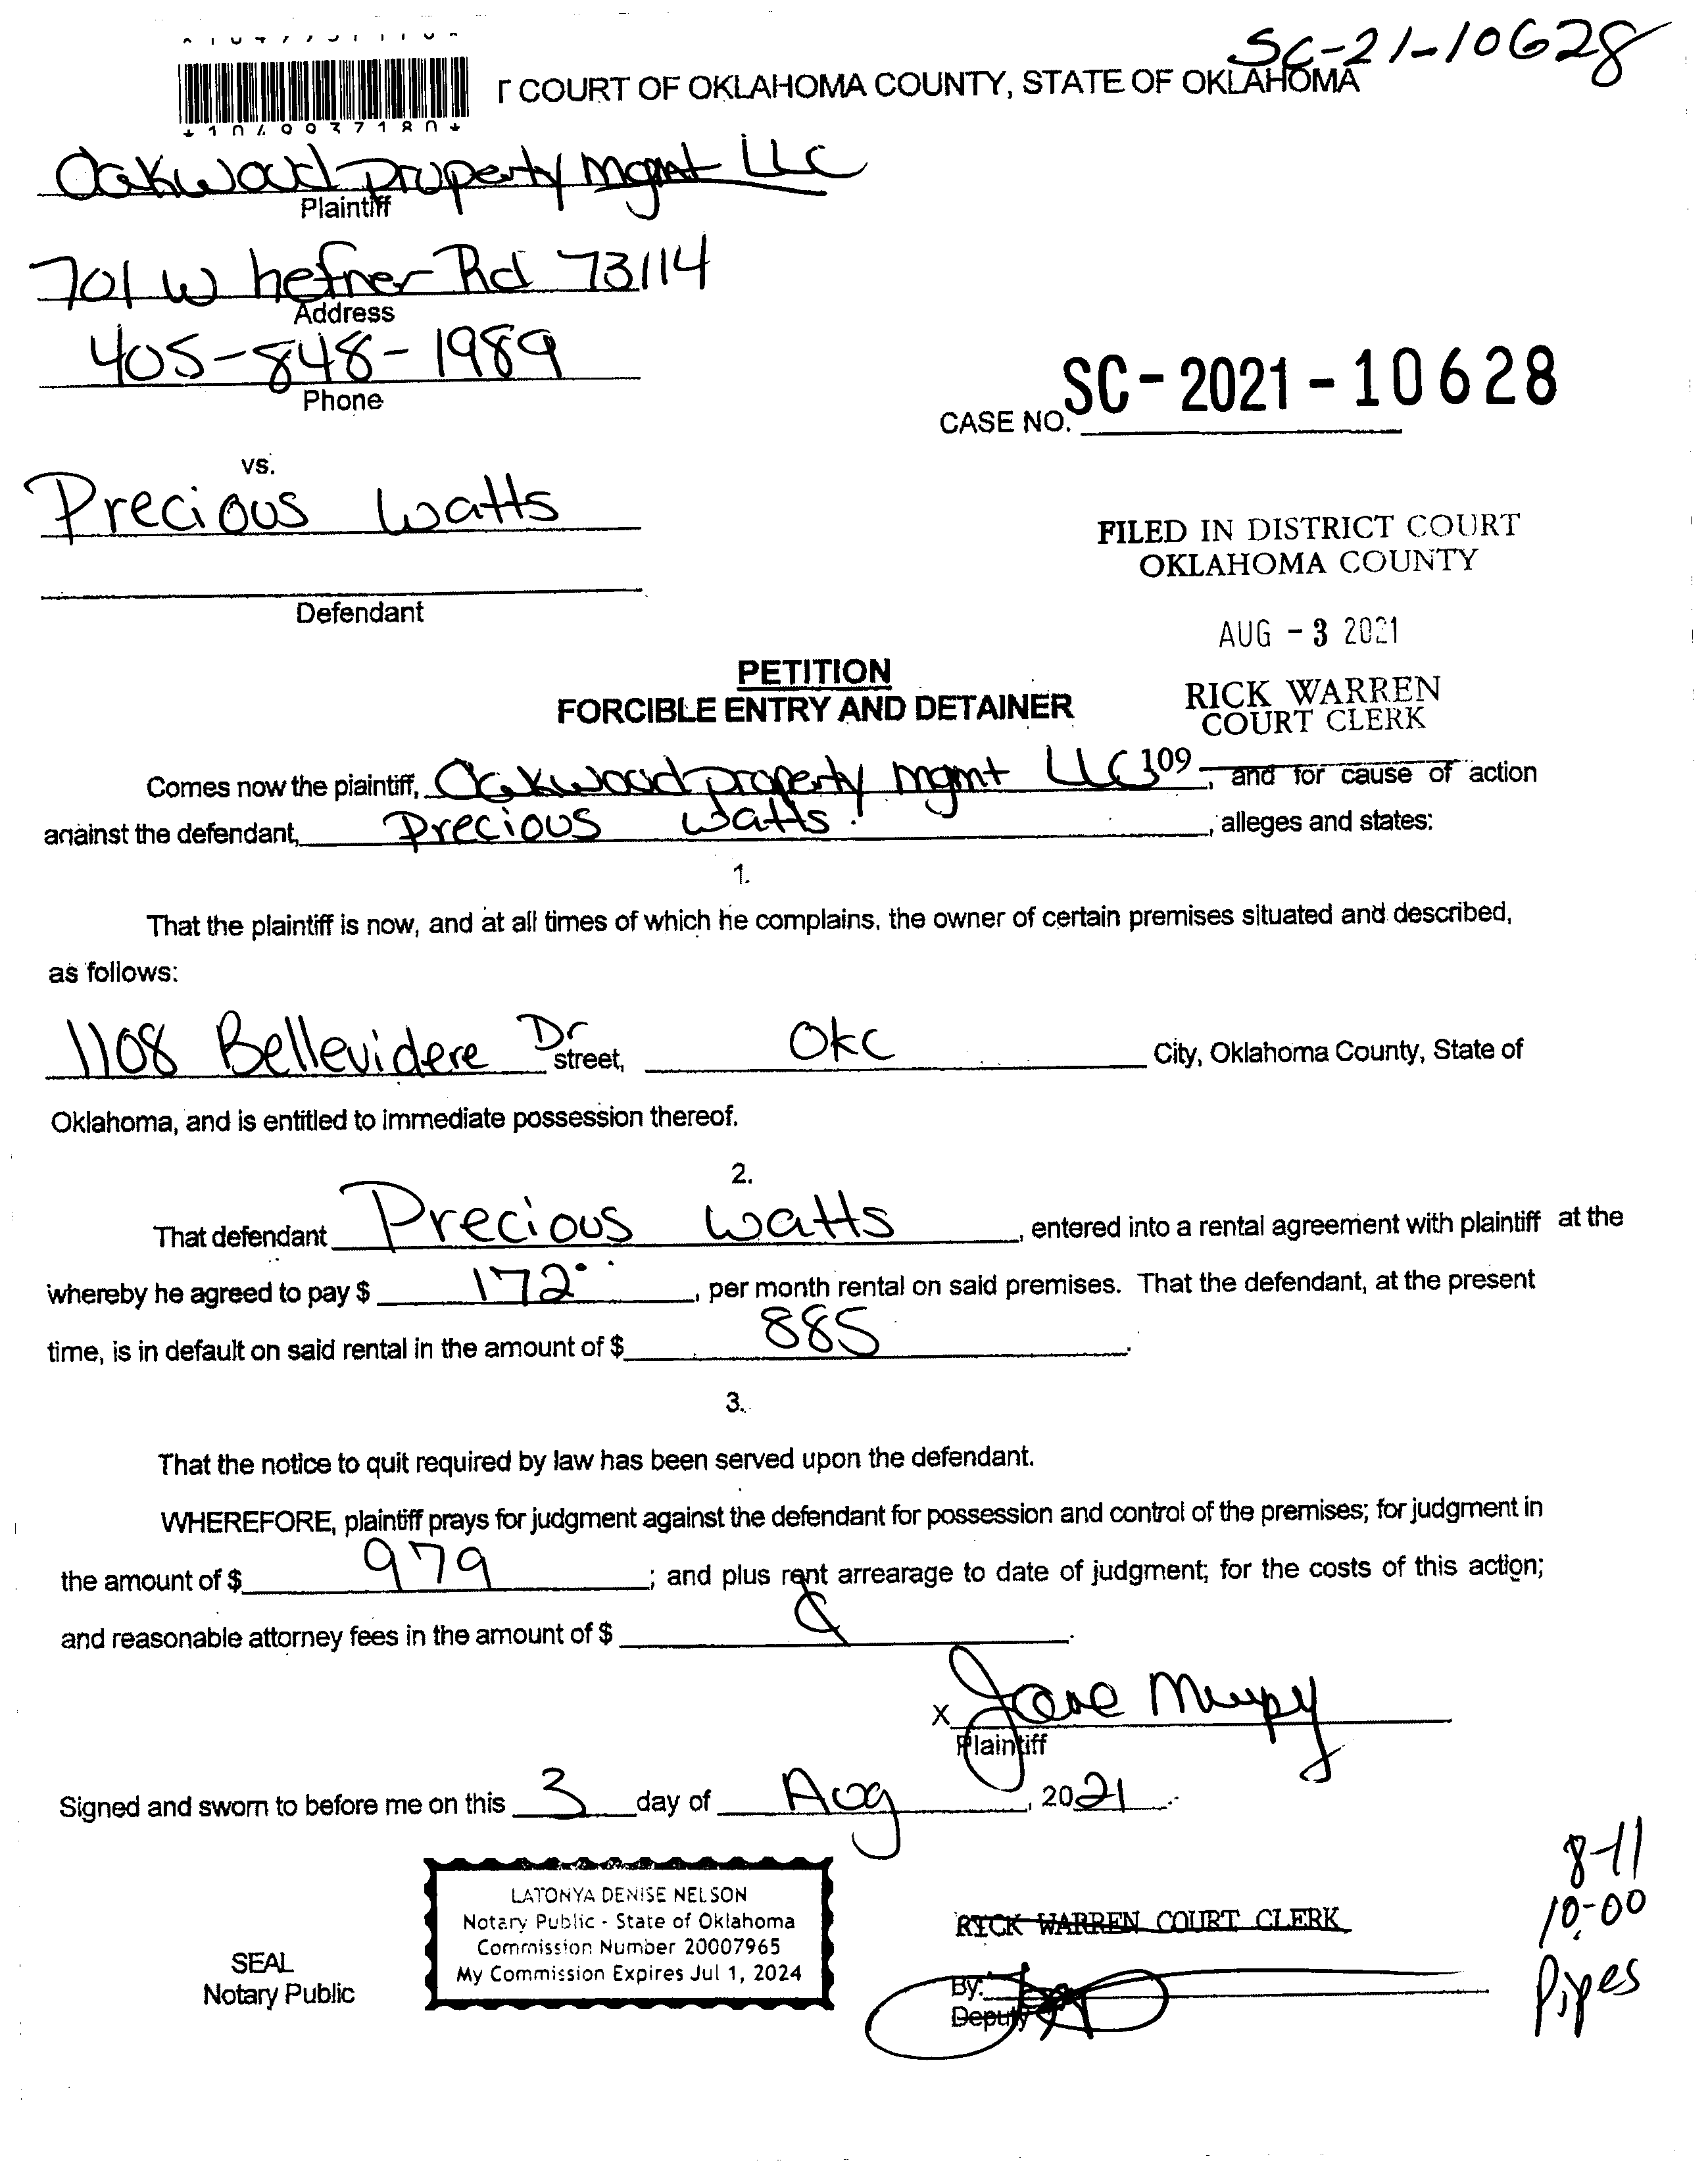 SC-21-10628
T COURT OF OKLAHOMA COUNTY, STATE OF OKLAHOMA
*1049937180*
Oakwood property mgmt LLC
Plaintiff
701 W hefner Rd 73114
Address
405-848-1989
Phone
CASE NO. SC-2021-10628
vs.
Precious Watts
Defendant
FILED IN DISTRICT COURT
OKLAHOMA COUNTY
AUG - 3 2021
RICK WARREN
COURT CLERK
109
PETITION
FORCIBLE ENTRY AND DETAINER
Comes now the plaintiff, Oakwood property mgmt LLC, and for cause of action
against the defendant, Precious Watts, alleges and states:
1.
That the plaintiff is now, and at all times of which he complains, the owner of certain premises situated and described,
as follows:
1108 Bellevidere Dr street, OKC City, Oklahoma County, State of
Oklahoma, and is entitled to immediate possession thereof.
2.
That defendant Precious Watts, entered into a rental agreement with plaintiff at the
whereby he agreed to pay $ 172, per month rental on said premises. That the defendant, at the present
time, is in default on said rental in the amount of $ 885.
3.
That the notice to quit required by law has been served upon the defendant.
WHEREFORE, plaintiff prays for judgment against the defendant for possession and control of the premises; for judgment in
the amount of $ 979; and plus rent arrearage to date of judgment; for the costs of this action;
and reasonable attorney fees in the amount of $
X Jane Murpy
Plaintiff
Signed and sworn to before me on this 3 day of Aug, 2021.
LATONYA DENISE NELSON
Notary Public - State of Oklahoma
Commission Number 20007965
My Commission Expires Jul 1, 2024
SEAL
Notary Public
RICK WARREN COURT CLERK
By:
Deputy
8-11
10:00
Pipes